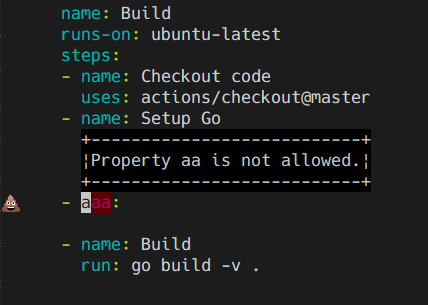 name: Build
runs-on: ubuntu-latest
steps:
- name: Checkout code
uses: actions/checkout@master
- name: Setup Go
+---------------------------+
¦Property aa is not allowed.¦
+---------------------------+
💩 - aaa:
- name: Build
run: go build -v .